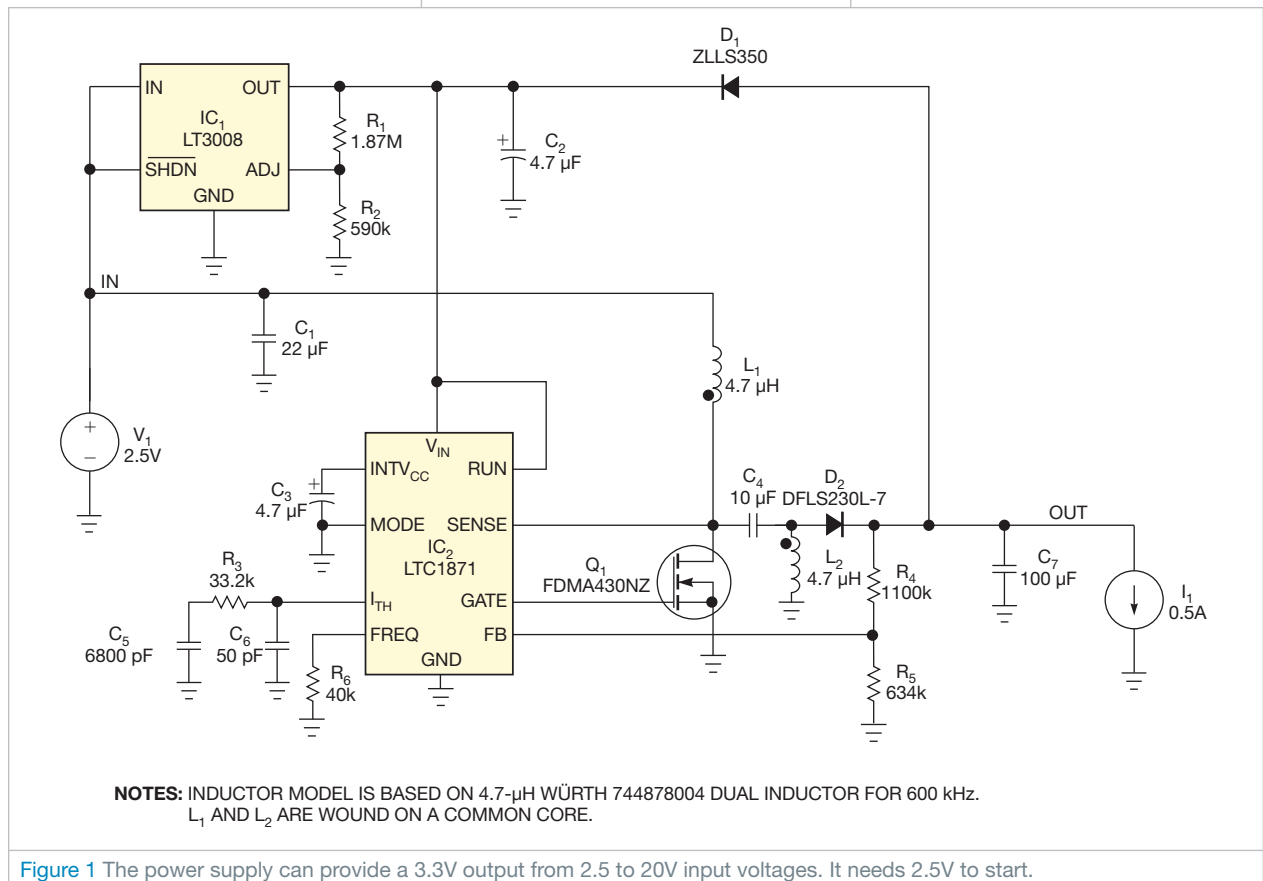 D1
ZLLS350
IN
OUT
IC1
LT3008
SHDN
ADJ
GND
R1
1.87M
R2
590k
C2
+
4.7 µF
IN
C1
22 µF
L1
4.7 µH
+
−
V1
2.5V
VIN
INTVCC
RUN
C3
+
4.7 µF
MODE
SENSE
IC2
LTC1871
C4
10 µF
D2
DFLS230L-7
OUT
L2
4.7 µH
R4
1100k
C7
100 µF
I1
0.5A
Q1
FDMA430NZ
R3
33.2k
ITH
GATE
C5
6800 pF
C6
50 pF
FREQ
FB
GND
R6
40k
R5
634k
NOTES: INDUCTOR MODEL IS BASED ON 4.7-µH WÜRTH 744878004 DUAL INDUCTOR FOR 600 kHz.
L1 AND L2 ARE WOUND ON A COMMON CORE.
Figure 1 The power supply can provide a 3.3V output from 2.5 to 20V input voltages. It needs 2.5V to start.